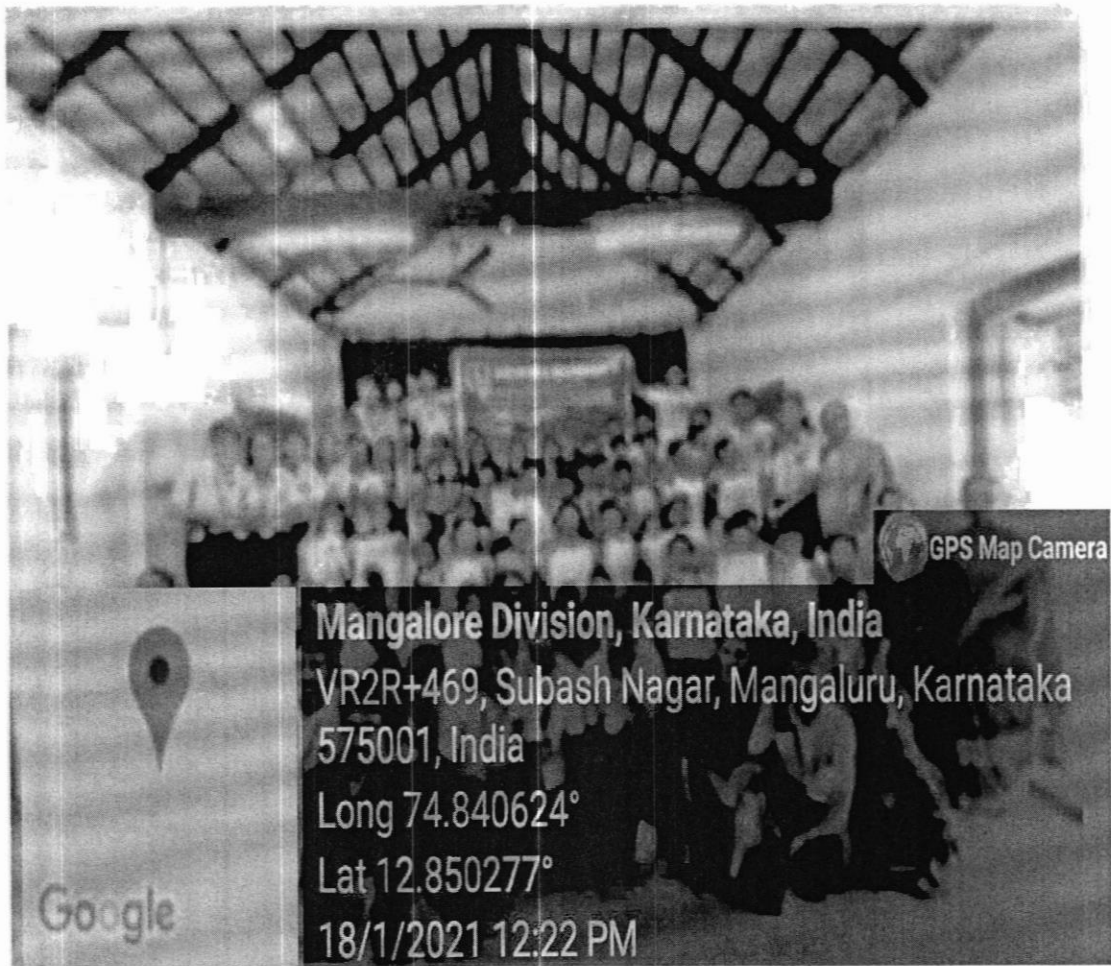 GPS Map Camera
Mangalore Division, Karnataka, India
VR2R+469, Subash Nagar, Mangaluru, Karnataka
575001, India
Long 74.840624°
Lat 12.850277°
18/1/2021 12:22 PM
Google